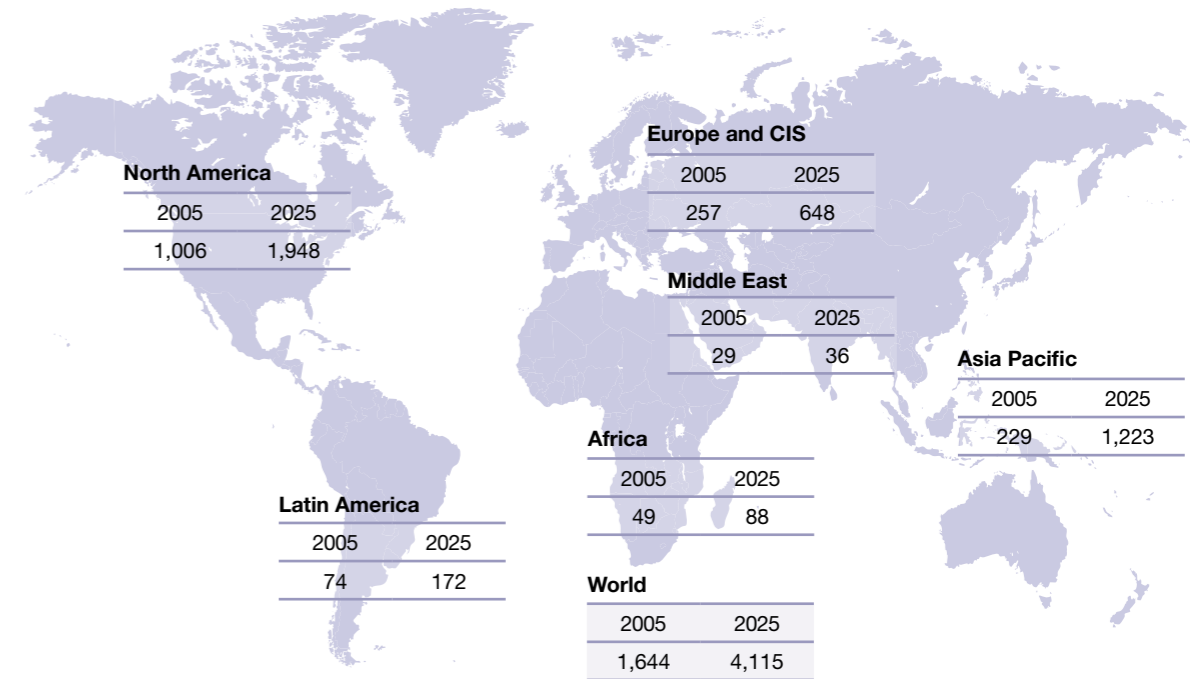 North America
2005 2025
1,006 1,948
Europe and CIS
2005 2025
257 648
Middle East
2005 2025
29 36
Asia Pacific
2005 2025
229 1,223
Africa
2005 2025
49 88
Latin America
2005 2025
74 172
World
2005 2025
1,644 4,115